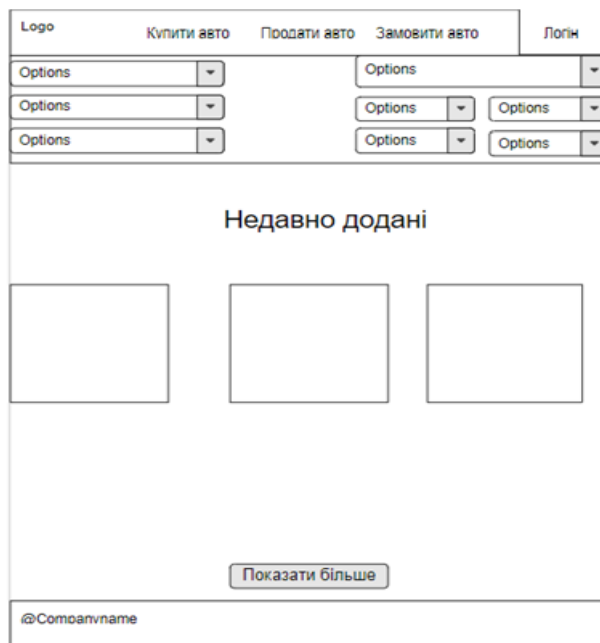 Logo Купити авто Продати авто Замовити авто Логін
Options Options
Options Options Options
Options Options Options
Недавно додані
Показати більше
@Companyname